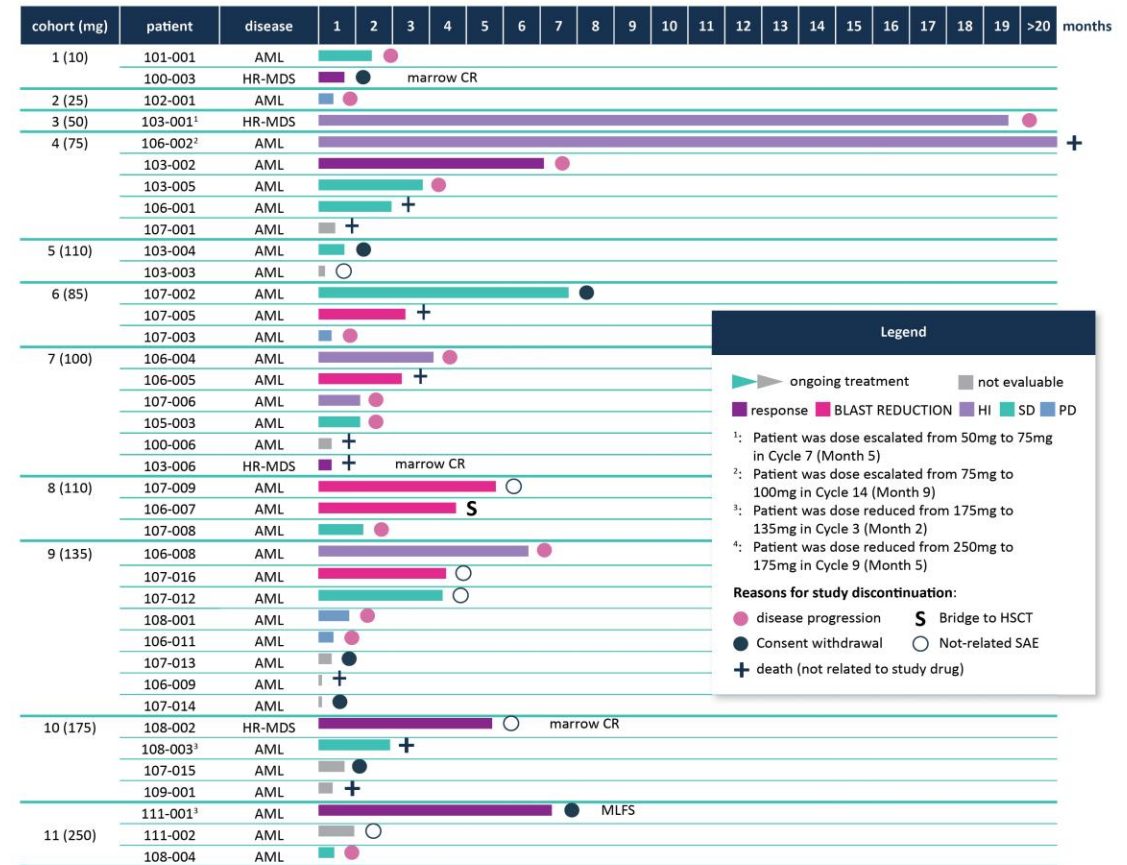 cohort (mg) patient disease 1 2 3 4 5 6 7 8 9 10 11 12 13 14 15 16 17 18 19 >20 months
1 (10) 101-001 AML
100-003 HR-MDS marrow CR
2 (25) 102-001 AML
3 (50) 103-001¹ HR-MDS
4 (75) 106-002² AML
103-002 AML
103-005 AML
106-001 AML
107-001 AML
5 (110) 103-004 AML
103-003 AML
6 (85) 107-002 AML
107-005 AML
107-003 AML
7 (100) 106-004 AML
106-005 AML
107-006 AML
105-003 AML
100-006 AML
103-006 HR-MDS marrow CR
8 (110) 107-009 AML
106-007 AML S
107-008 AML
9 (135) 106-008 AML
107-016 AML
107-012 AML
108-001 AML
106-011 AML
107-013 AML
106-009 AML
107-014 AML
10 (175) 108-002 HR-MDS marrow CR
108-003³ AML
107-015 AML
109-001 AML
111-001³ AML MLFS
11 (250) 111-002 AML
108-004 AML
Legend
ongoing treatment not evaluable
response BLAST REDUCTION HI SD PD
¹: Patient was dose escalated from 50mg to 75mg
in Cycle 7 (Month 5)
²: Patient was dose escalated from 75mg to
100mg in Cycle 14 (Month 9)
³: Patient was dose reduced from 175mg to
135mg in Cycle 3 (Month 2)
⁴: Patient was dose reduced from 250mg to
175mg in Cycle 9 (Month 5)
Reasons for study discontinuation:
disease progression S Bridge to HSCT
Consent withdrawal Not-related SAE
death (not related to study drug)